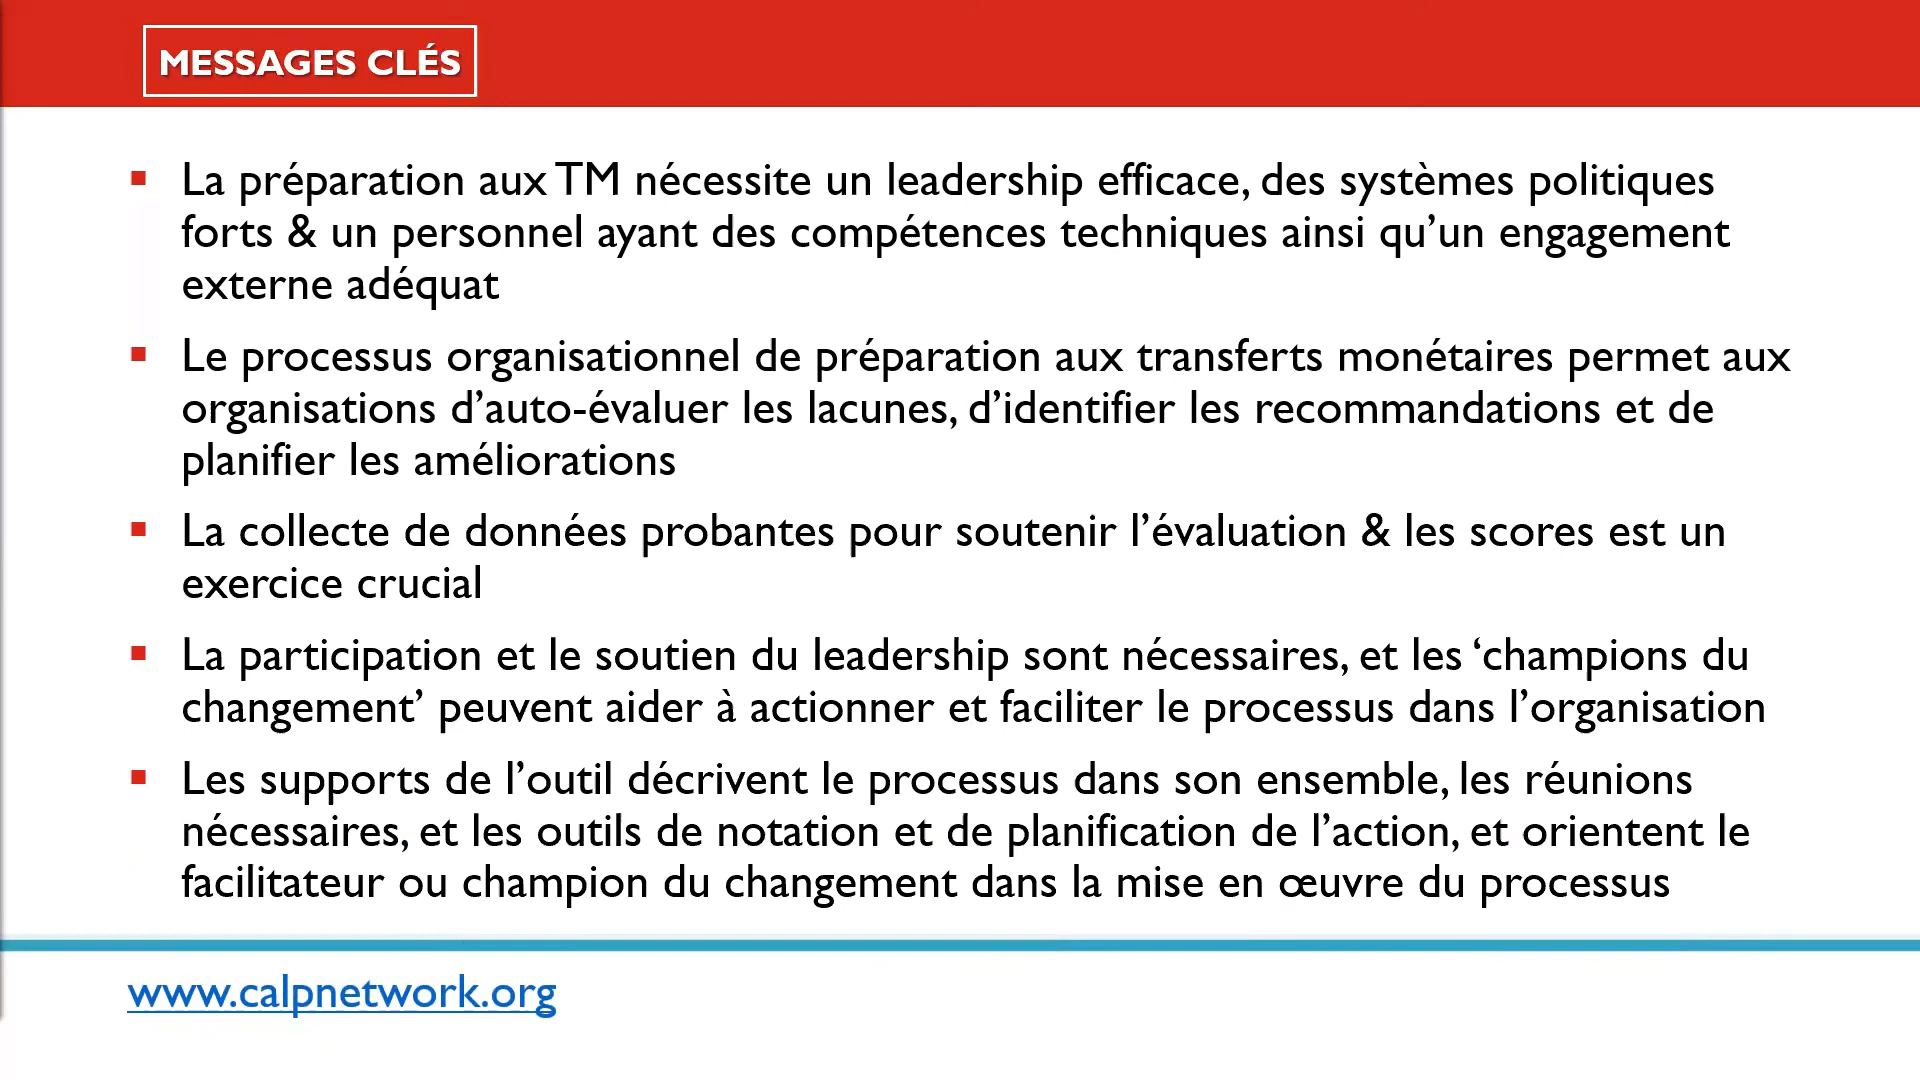 MESSAGES CLÉS
▪ La préparation aux TM nécessite un leadership efficace, des systèmes politiques
forts & un personnel ayant des compétences techniques ainsi qu’un engagement
externe adéquat
▪ Le processus organisationnel de préparation aux transferts monétaires permet aux
organisations d’auto-évaluer les lacunes, d’identifier les recommandations et de
planifier les améliorations
▪ La collecte de données probantes pour soutenir l’évaluation & les scores est un
exercice crucial
▪ La participation et le soutien du leadership sont nécessaires, et les ‘champions du
changement’ peuvent aider à actionner et faciliter le processus dans l’organisation
▪ Les supports de l’outil décrivent le processus dans son ensemble, les réunions
nécessaires, et les outils de notation et de planification de l’action, et orientent le
facilitateur ou champion du changement dans la mise en œuvre du processus
www.calpnetwork.org